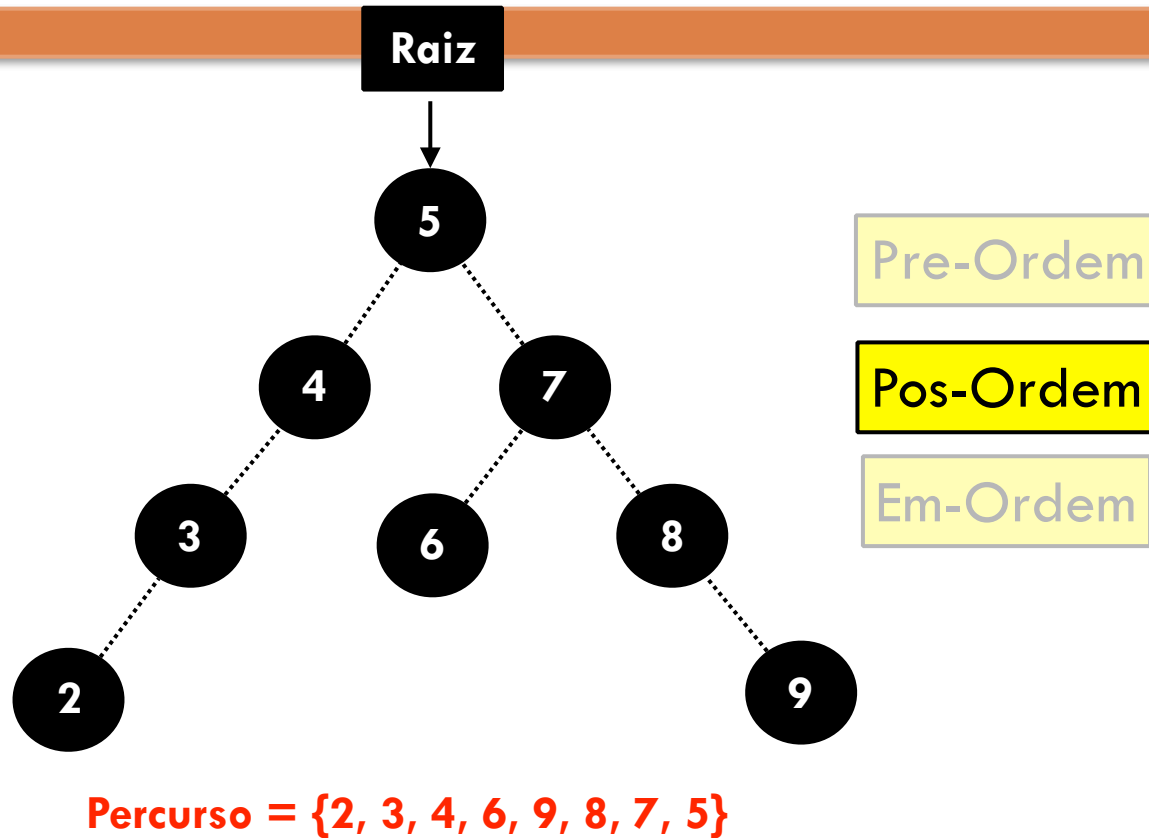 Raiz
5
Pre-Ordem
4
7
Pos-Ordem
Em-Ordem
3
6
8
2
9
Percurso = {2, 3, 4, 6, 9, 8, 7, 5}